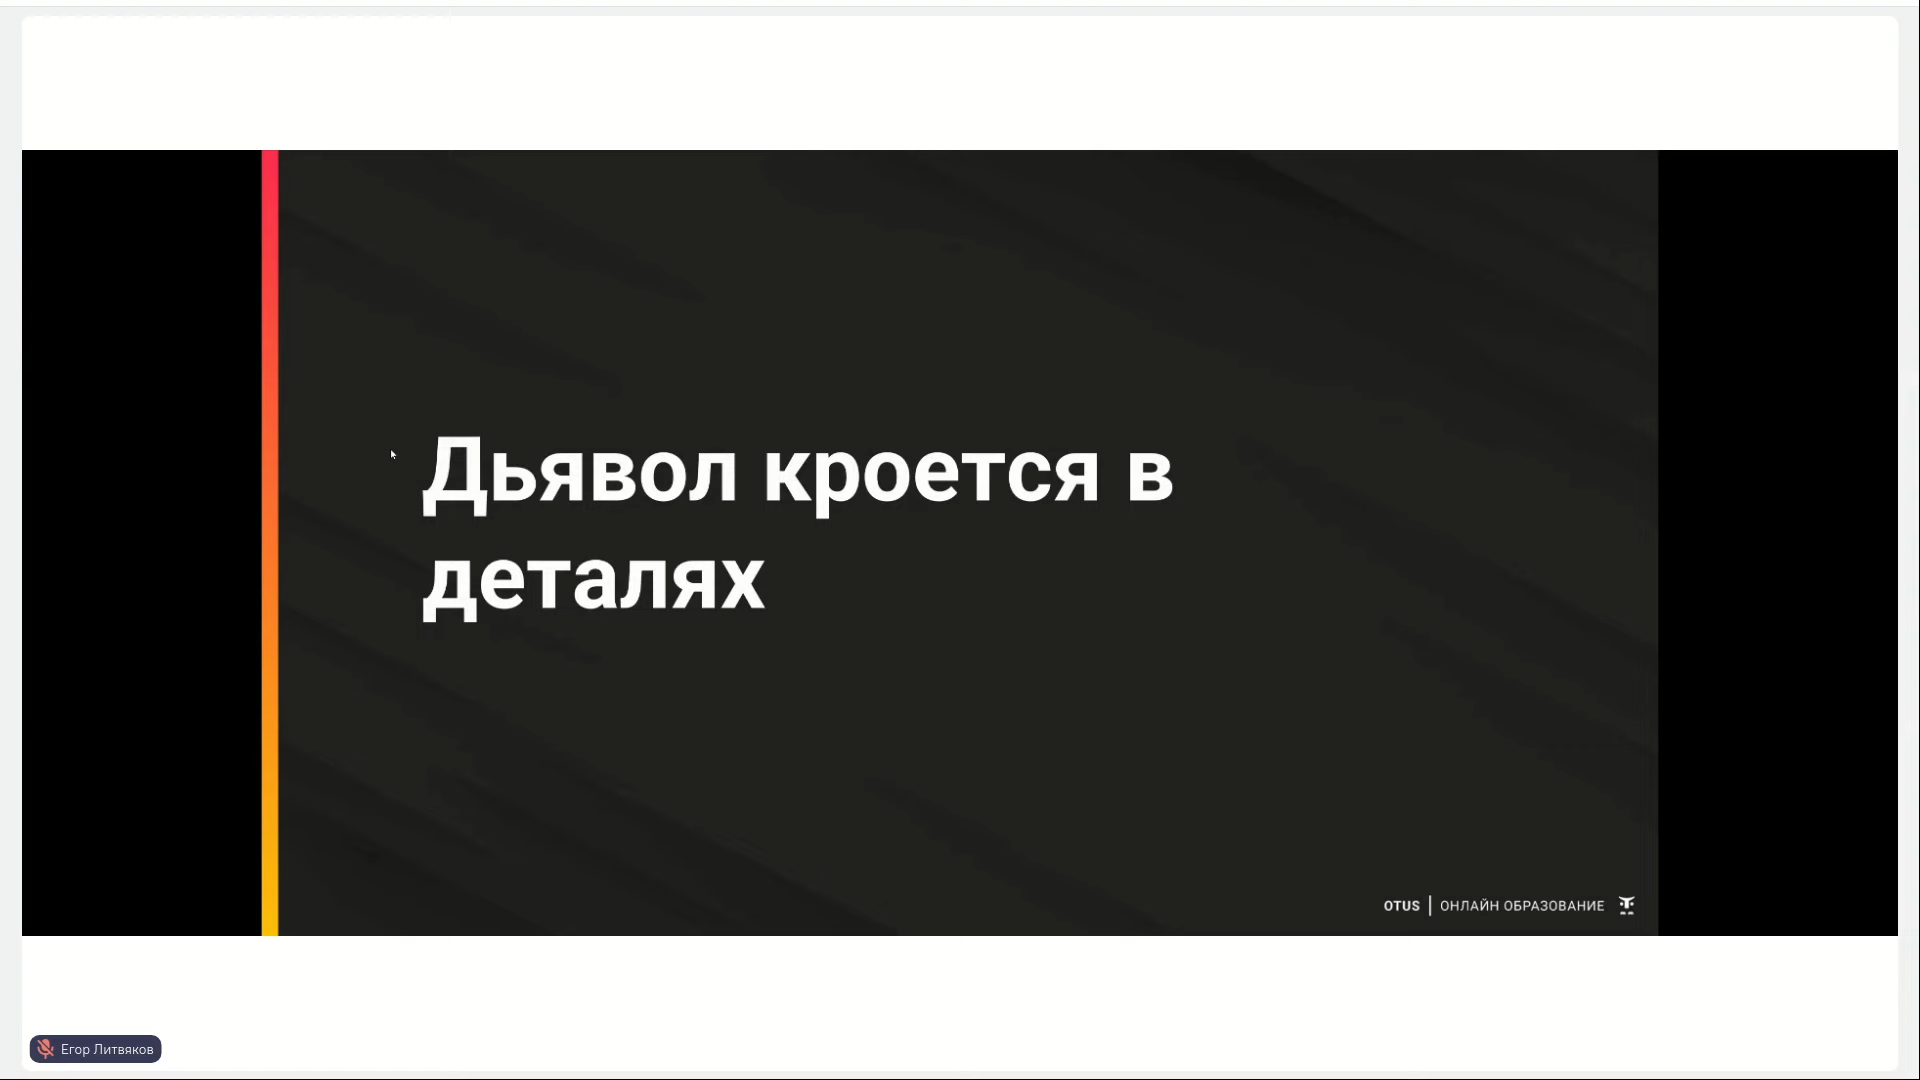 Дьявол кроется в
деталях
OTUS | ОНЛАЙН ОБРАЗОВАНИЕ
Егор Литвяков